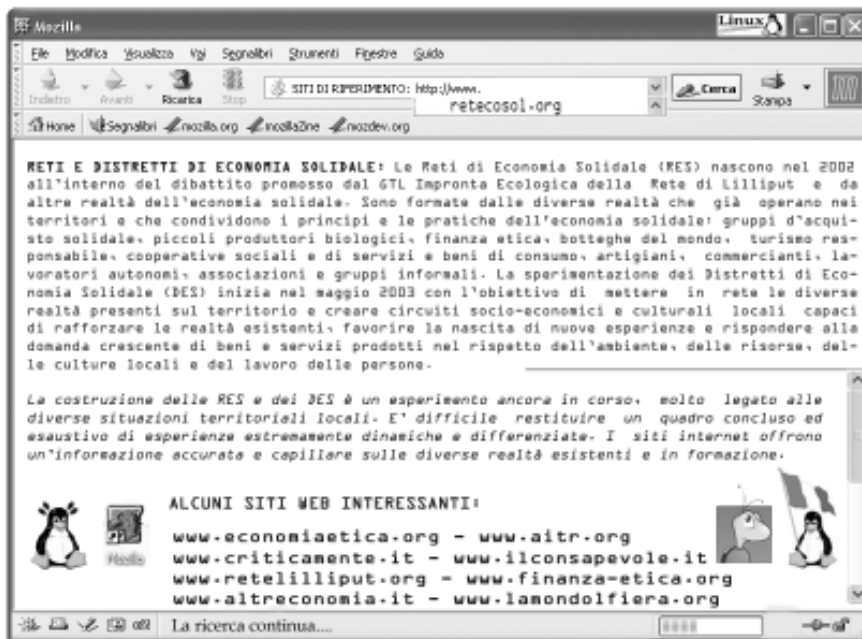 Mozilla
Linux
File Modifica Visualizza Vai Segnalibri Strumenti Finestre Guida
Indietro Avanti Ricarica Stop SITI DI RIFERIMENTO: http://www. Cerca Stampa
retecosol.org
Home Segnalibri mozilla.org mozillaZine mozdev.org
RETI E DISTRETTI DI ECONOMIA SOLIDALE: Le Reti di Economia Solidale (RES) nascono nel 2002
all'interno del dibattito promosso dal GTL Impronta Ecologica della Rete di Lilliput e da
altre realtà dell'economia solidale. Sono formate dalle diverse realtà che già operano nei
territori e che condividono i principi e le pratiche dell'economia solidale: gruppi d'acqui-
sto solidale, piccoli produttori biologici, finanza etica, botteghe del mondo, turismo res-
ponsabile, cooperative sociali e di servizi e beni di consumo, artigiani, commercianti, la-
voratori autonomi, associazioni e gruppi informali. La sperimentazione dei Distretti di Eco-
nomia Solidale (DES) inizia nel maggio 2003 con l'obiettivo di mettere in rete le diverse
realtà presenti sul territorio e creare circuiti socio-economici e culturali locali capaci
di rafforzare le realtà esistenti, favorire la nascita di nuove esperienze e rispondere alla
domanda crescente di beni e servizi prodotti nel rispetto dell'ambiente, delle risorse, del-
le culture locali e del lavoro delle persone.
La costruzione delle RES e dei DES è un esperimento ancora in corso, molto legato alle
diverse situazioni territoriali locali. E' difficile restituire un quadro concluso ed
esaustivo di esperienze estremamente dinamiche e differenziate. I siti internet offrono
un'informazione accurata e capillare sulle diverse realtà esistenti e in formazione.
ALCUNI SITI WEB INTERESSANTI:
Mozilla
www.economiaetica.org - www.aitr.org
www.criticamente.it - www.ilconsapevole.it
www.retelilliput.org - www.finanza-etica.org
www.altreconomia.it - www.lamondolfiera.org
La ricerca continua....